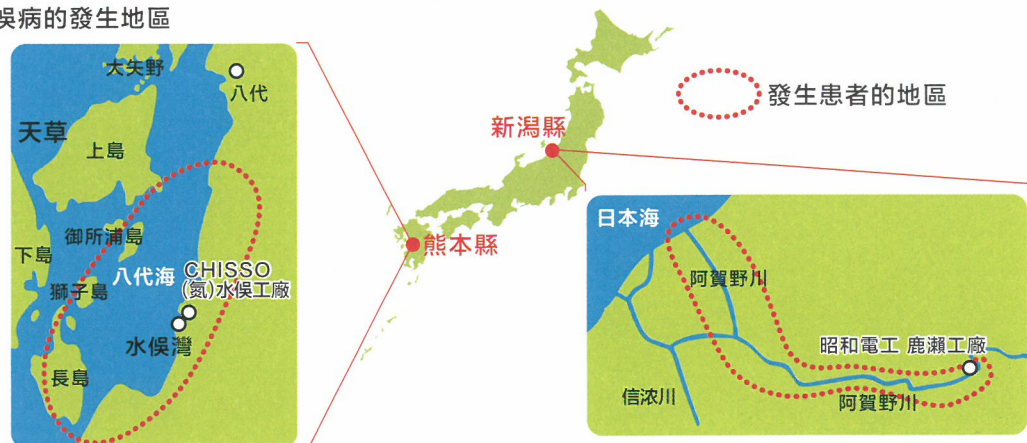 俁病的發生地區
大矢野
八代
天草
上島
御所浦島
下島
八代海
CHISSO
(氮)水俁工廠
獅子島
水俁灣
長島
新潟縣
熊本縣
發生患者的地區
日本海
阿賀野川
昭和電工 鹿瀨工廠
信浓川
阿賀野川